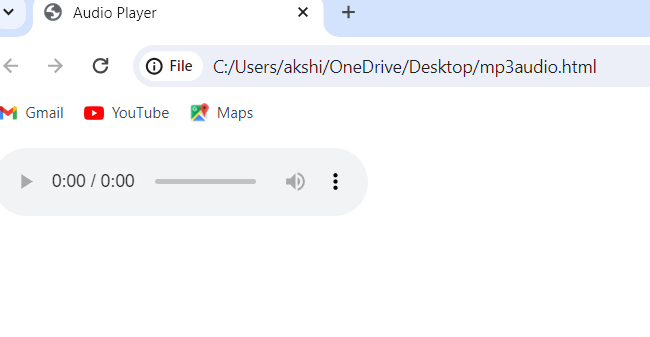 Audio Player
File C:/Users/akshi/OneDrive/Desktop/mp3audio.html
Gmail YouTube Maps
0:00 / 0:00